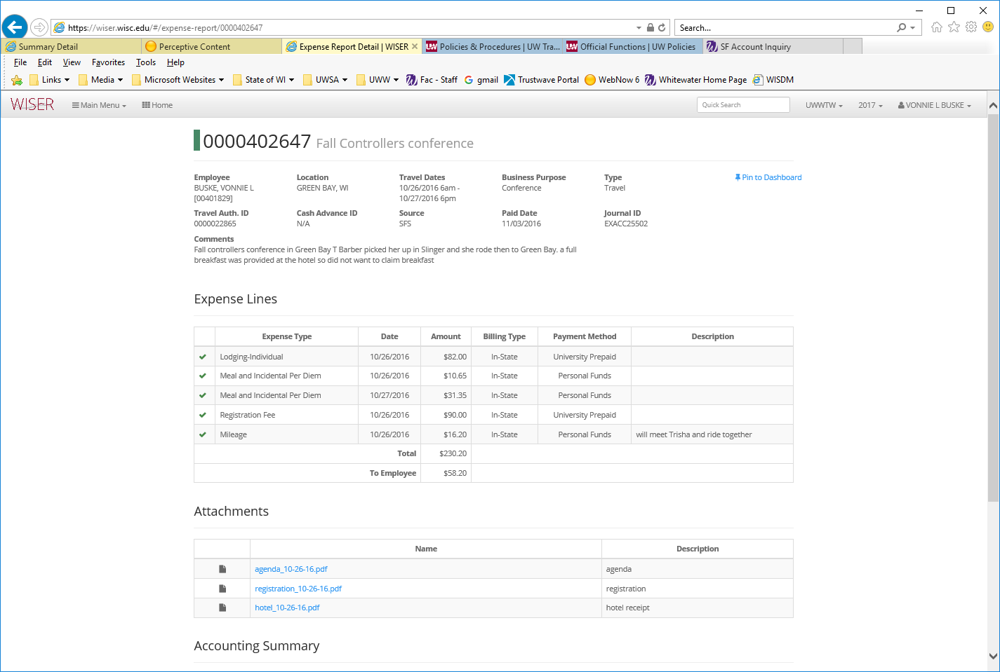 https://wiser.wisc.edu/#/expense-report/0000402647
Search...
Summary Detail
Perceptive Content
Expense Report Detail | WISER
Policies & Procedures | UW Tra...
Official Functions | UW Policies
SF Account Inquiry
File Edit View Favorites Tools Help
Links Media Microsoft Websites State of WI UWSA UWW Fac - Staff gmail Trustwave Portal WebNow 6 Whitewater Home Page WISDM
WISER Main Menu Home Quick Search UWWTW 2017 VONNIE L BUSKE
0000402647 Fall Controllers conference
Employee Location Travel Dates Business Purpose Type Pin to Dashboard
BUSKE, VONNIE L GREEN BAY, WI 10/26/2016 6am - Conference Travel
[00401829] 10/27/2016 6pm
Travel Auth. ID Cash Advance ID Source Paid Date Journal ID
0000022865 N/A SFS 11/03/2016 EXACC25502
Comments
Fall controllers conference in Green Bay T Barber picked her up in Slinger and she rode then to Green Bay. a full
breakfast was provided at the hotel so did not want to claim breakfast
Expense Lines
Expense Type Date Amount Billing Type Payment Method Description
Lodging-Individual 10/26/2016 $82.00 In-State University Prepaid
Meal and Incidental Per Diem 10/26/2016 $10.65 In-State Personal Funds
Meal and Incidental Per Diem 10/27/2016 $31.35 In-State Personal Funds
Registration Fee 10/26/2016 $90.00 In-State University Prepaid
Mileage 10/26/2016 $16.20 In-State Personal Funds will meet Trisha and ride together
Total $230.20
To Employee $58.20
Attachments
Name Description
agenda_10-26-16.pdf agenda
registration_10-26-16.pdf registration
hotel_10-26-16.pdf hotel receipt
Accounting Summary